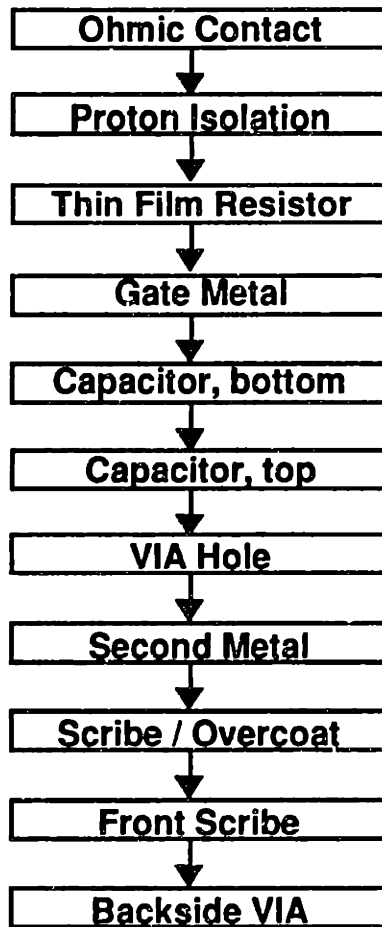 Ohmic Contact
Proton Isolation
Thin Film Resistor
Gate Metal
Capacitor, bottom
Capacitor, top
VIA Hole
Second Metal
Scribe / Overcoat
Front Scribe
Backside VIA